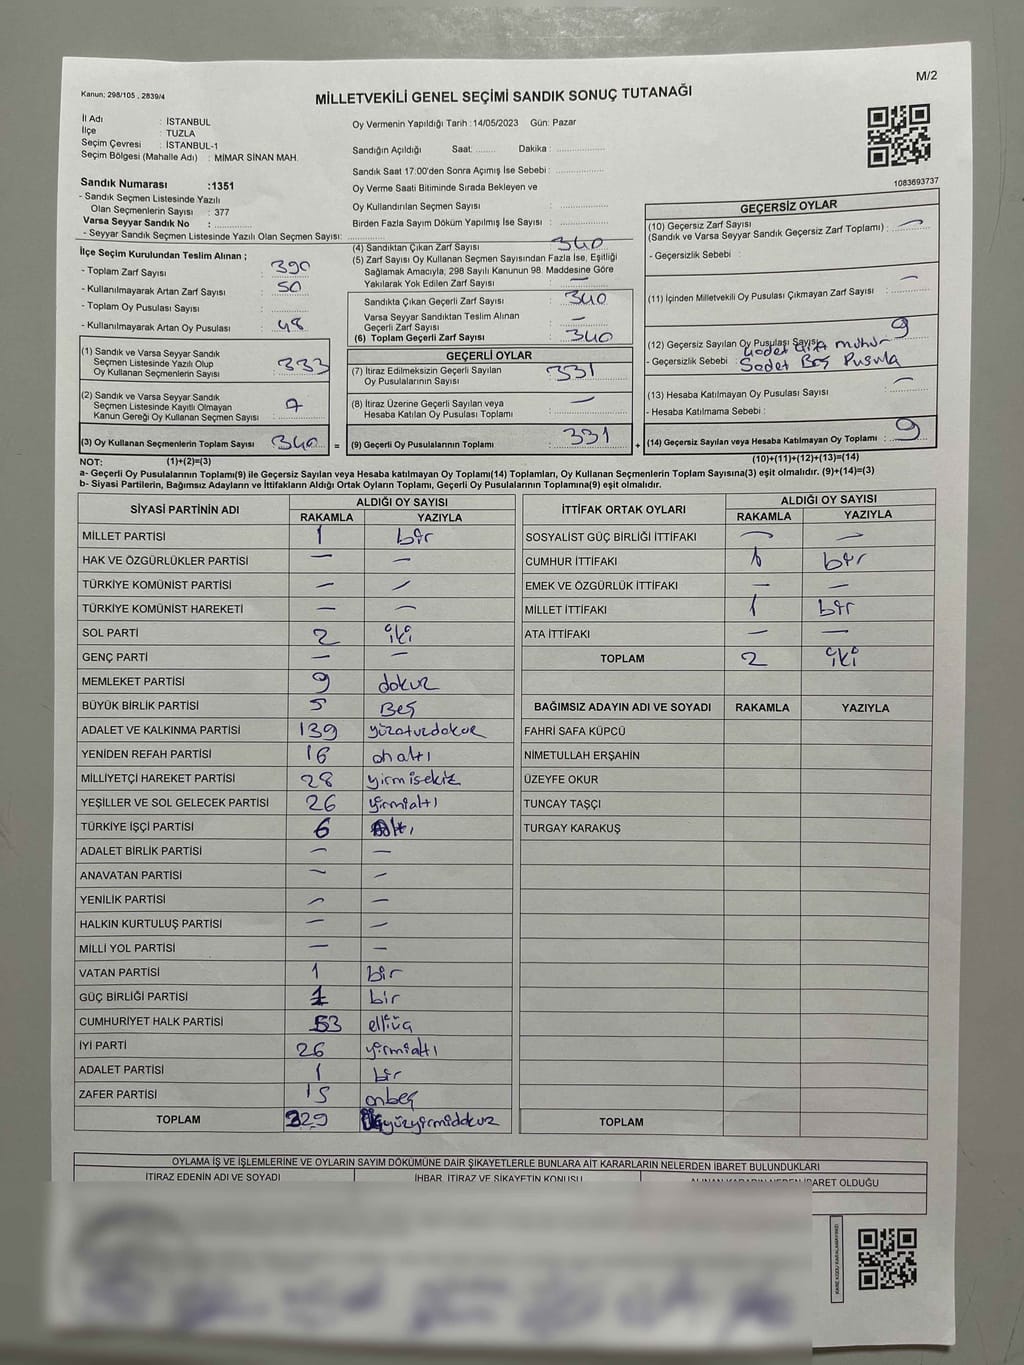 M/2
Kanun: 298/105 , 2839/4
MİLLETVEKİLİ GENEL SEÇİMİ SANDIK SONUÇ TUTANAĞI
İl Adı : İSTANBUL
İlçe : TUZLA
Seçim Çevresi : İSTANBUL-1
Seçim Bölgesi (Mahalle Adı) : MİMAR SİNAN MAH.
Sandık Numarası :1351
- Sandık Seçmen Listesinde Yazılı
Olan Seçmenlerin Sayısı : 377
Varsa Seyyar Sandık No :
- Seyyar Sandık Seçmen Listesinde Yazılı Olan Seçmen Sayısı:
Oy Vermenin Yapıldığı Tarih : 14/05/2023 Gün: Pazar
Sandığın Açıldığı Saat: Dakika :
Sandık Saat 17:00'den Sonra Açımış İse Sebebi :
Oy Verme Saati Bitiminde Sırada Bekleyen ve
Oy Kullandırılan Seçmen Sayısı :
Birden Fazla Sayım Döküm Yapılmış İse Sayısı :
1083693737
İlçe Seçim Kurulundan Teslim Alınan ;
- Toplam Zarf Sayısı : 390
- Kullanılmayarak Artan Zarf Sayısı : 50
- Toplam Oy Pusulası Sayısı :
- Kullanılmayarak Artan Oy Pusulası : 48
(1) Sandık ve Varsa Seyyar Sandık
Seçmen Listesinde Yazılı Olup
Oy Kullanan Seçmenlerin Sayısı : 333
(2) Sandık ve Varsa Seyyar Sandık
Seçmen Listesinde Kayıtlı Olmayan
Kanun Gereği Oy Kullanan Seçmen Sayısı : 7
(3) Oy Kullanan Seçmenlerin Toplam Sayısı : 340 =
(4) Sandıktan Çıkan Zarf Sayısı : 340
(5) Zarf Sayısı Oy Kullanan Seçmen Sayısından Fazla İse, Eşitliği
Sağlamak Amacıyla, 298 Sayılı Kanunun 98. Maddesine Göre
Yakılarak Yok Edilen Zarf Sayısı : —
Sandıkta Çıkan Geçerli Zarf Sayısı : 340
Varsa Seyyar Sandıktan Teslim Alınan
Geçerli Zarf Sayısı : —
(6) Toplam Geçerli Zarf Sayısı : 340
GEÇERLİ OYLAR
(7) İtiraz Edilmeksizin Geçerli Sayılan
Oy Pusulalarının Sayısı : 331
(8) İtiraz Üzerine Geçerli Sayılan veya
Hesaba Katılan Oy Pusulası Toplamı : —
(9) Geçerli Oy Pusulalarının Toplamı : 331 +
GEÇERSİZ OYLAR
(10) Geçersiz Zarf Sayısı
(Sandık ve Varsa Seyyar Sandık Geçersiz Zarf Toplamı) : —
- Geçersizlik Sebebi :
(11) İçinden Milletvekili Oy Pusulası Çıkmayan Zarf Sayısı : —
(12) Geçersiz Sayılan Oy Pusulası Sayısı 9
- Geçersizlik Sebebi : 4adet Çift mühür
5adet Boş Pusula
(13) Hesaba Katılmayan Oy Pusulası Sayısı : —
- Hesaba Katılmama Sebebi :
(14) Geçersiz Sayılan veya Hesaba Katılmayan Oy Toplamı : 9
NOT: (1)+(2)=(3) (10)+(11)+(12)+(13)=(14)
a- Geçerli Oy Pusulalarının Toplamı(9) ile Geçersiz Sayılan veya Hesaba katılmayan Oy Toplamı(14) Toplamları, Oy Kullanan Seçmenlerin Toplam Sayısına(3) eşit olmalıdır. (9)+(14)=(3)
b- Siyasi Partilerin, Bağımsız Adayların ve İttifakların Aldığı Ortak Oyların Toplamı, Geçerli Oy Pusulalarının Toplamına(9) eşit olmalıdır.
SİYASİ PARTİNİN ADI ALDIĞI OY SAYISI
RAKAMLA YAZIYLA
MİLLET PARTİSİ 1 bir
HAK VE ÖZGÜRLÜKLER PARTİSİ — —
TÜRKİYE KOMÜNİST PARTİSİ — —
TÜRKİYE KOMÜNİST HAREKETİ — —
SOL PARTİ 2 iki
GENÇ PARTİ — —
MEMLEKET PARTİSİ 9 dokuz
BÜYÜK BİRLİK PARTİSİ 5 Beş
ADALET VE KALKINMA PARTİSİ 139 yüzotuzdokuz
YENİDEN REFAH PARTİSİ 16 onaltı
MİLLİYETÇİ HAREKET PARTİSİ 28 yirmisekiz
YEŞİLLER VE SOL GELECEK PARTİSİ 26 yirmialtı
TÜRKİYE İŞÇİ PARTİSİ 6 altı
ADALET BİRLİK PARTİSİ — —
ANAVATAN PARTİSİ — —
YENİLİK PARTİSİ — —
HALKIN KURTULUŞ PARTİSİ — —
MİLLİ YOL PARTİSİ — —
VATAN PARTİSİ 1 bir
GÜÇ BİRLİĞİ PARTİSİ 1 bir
CUMHURİYET HALK PARTİSİ 53 elliüç
İYİ PARTİ 26 yirmialtı
ADALET PARTİSİ 1 bir
ZAFER PARTİSİ 15 onbeş
TOPLAM 329 üçyüzyirmidokuz
İTTİFAK ORTAK OYLARI ALDIĞI OY SAYISI
RAKAMLA YAZIYLA
SOSYALİST GÜÇ BİRLİĞİ İTTİFAKI — —
CUMHUR İTTİFAKI 1 bir
EMEK VE ÖZGÜRLÜK İTTİFAKI — —
MİLLET İTTİFAKI 1 bir
ATA İTTİFAKI — —
TOPLAM 2 iki
BAĞIMSIZ ADAYIN ADI VE SOYADI RAKAMLA YAZIYLA
FAHRİ SAFA KÜPCÜ
NİMETULLAH ERŞAHİN
ÜZEYFE OKUR
TUNCAY TAŞÇI
TURGAY KARAKUŞ
TOPLAM
OYLAMA İŞ VE İŞLEMLERİNE VE OYLARIN SAYIM DÖKÜMÜNE DAİR ŞİKAYETLERLE BUNLARA AİT KARARLARIN NELERDEN İBARET BULUNDUKLARI
İTİRAZ EDENİN ADI VE SOYADI İHBAR, İTİRAZ VE ŞİKAYETİN KONUSU ALINAN KARARIN NEDEN İBARET OLDUĞU